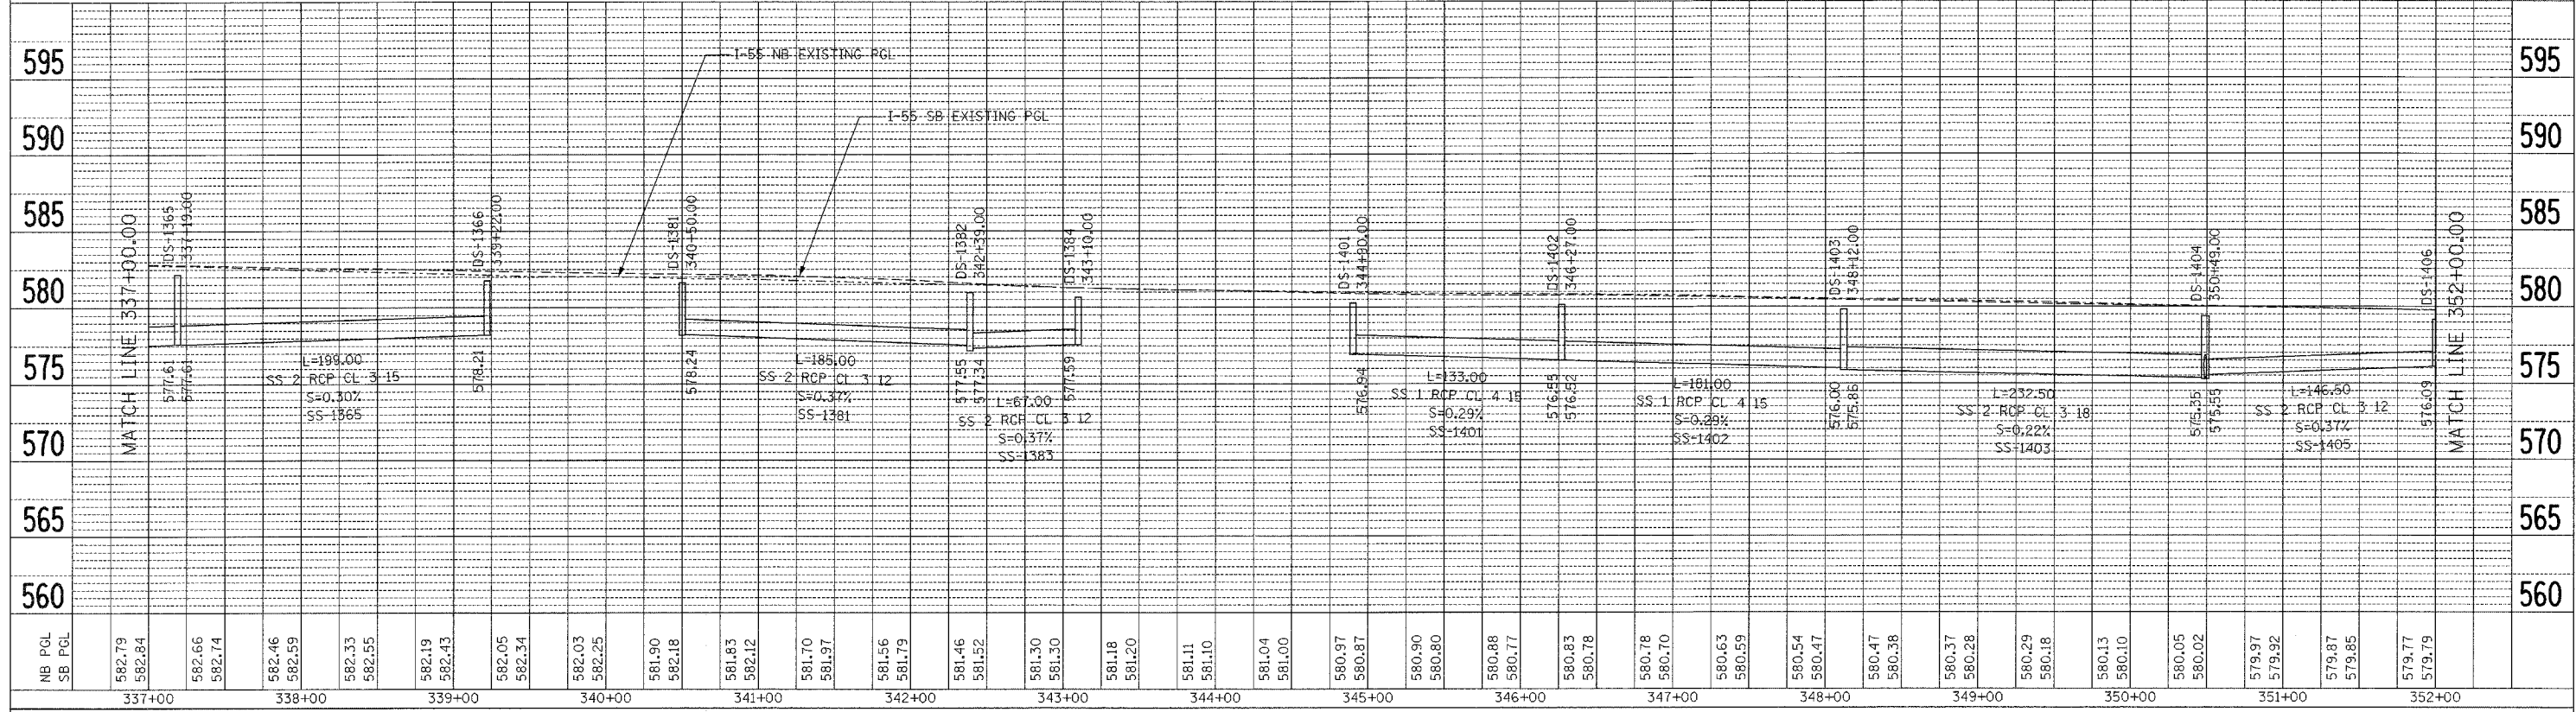 595
590
585
580
575
570
565
560
595
590
585
580
575
570
565
560
I-55 NB EXISTING PGL
I-55 SB EXISTING PGL
MATCH LINE 337+00.00
DS-1365
337+19.00
577.61
577.61
L=199.00
SS 2 RCP CL 3 15
S=0.30%
SS-1365
DS-1366
339+22.00
578.21
DS-1381
340+50.00
578.24
L=185.00
SS 2 RCP CL 3 12
S=0.37%
SS-1381
DS-1382
342+39.00
577.55
577.34
L=67.00
SS 2 RCP CL 3 12
S=0.37%
SS-1383
DS-1384
343+10.00
577.59
DS-1401
344+90.00
576.94
L=133.00
SS 1 RCP CL 4 15
S=0.29%
SS-1401
DS-1402
346+27.00
576.55
576.52
L=181.00
SS 1 RCP CL 4 15
S=0.29%
SS-1402
DS-1403
348+12.00
576.00
575.86
L=232.50
SS 2 RCP CL 3 18
S=0.22%
SS-1403
DS-1404
350+49.00
575.35
575.55
L=146.50
SS 2 RCP CL 3 12
S=0.37%
SS-1405
DS-1406
576.09
MATCH LINE 352+00.00
NB PGL
SB PGL
582.79
582.84
582.66
582.74
582.46
582.59
582.33
582.55
582.19
582.43
582.05
582.34
582.03
582.25
581.90
582.18
581.83
582.12
581.70
581.97
581.56
581.79
581.46
581.52
581.30
581.30
581.18
581.20
581.11
581.10
581.04
581.00
580.97
580.87
580.90
580.80
580.88
580.77
580.83
580.78
580.78
580.70
580.63
580.59
580.54
580.47
580.47
580.38
580.37
580.28
580.29
580.18
580.13
580.10
580.05
580.02
579.97
579.92
579.87
579.85
579.77
579.79
337+00
338+00
339+00
340+00
341+00
342+00
343+00
344+00
345+00
346+00
347+00
348+00
349+00
350+00
351+00
352+00